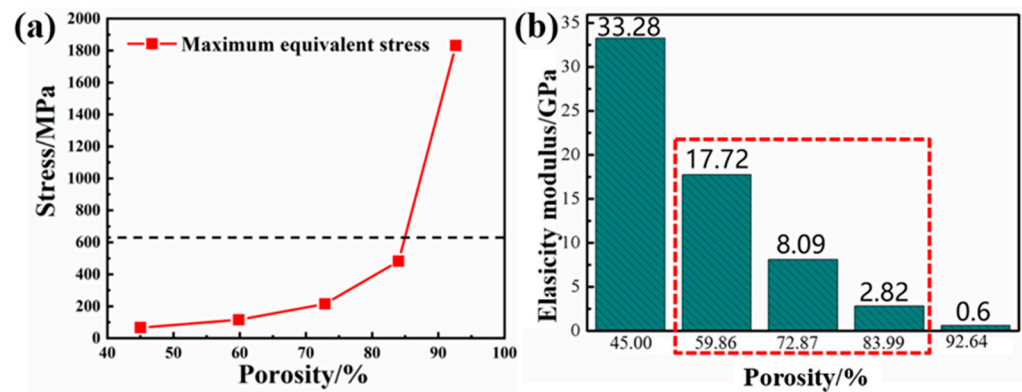 (a)
Maximum equivalent stress
2000
1800
1600
1400
1200
1000
800
600
400
200
0
Stress/MPa
40 50 60 70 80 90 100
Porosity/%
(b)
35
30
25
20
15
10
5
0
Elasicity modulus/GPa
33.28
17.72
8.09
2.82
0.6
45.00 59.86 72.87 83.99 92.64
Porosity/%